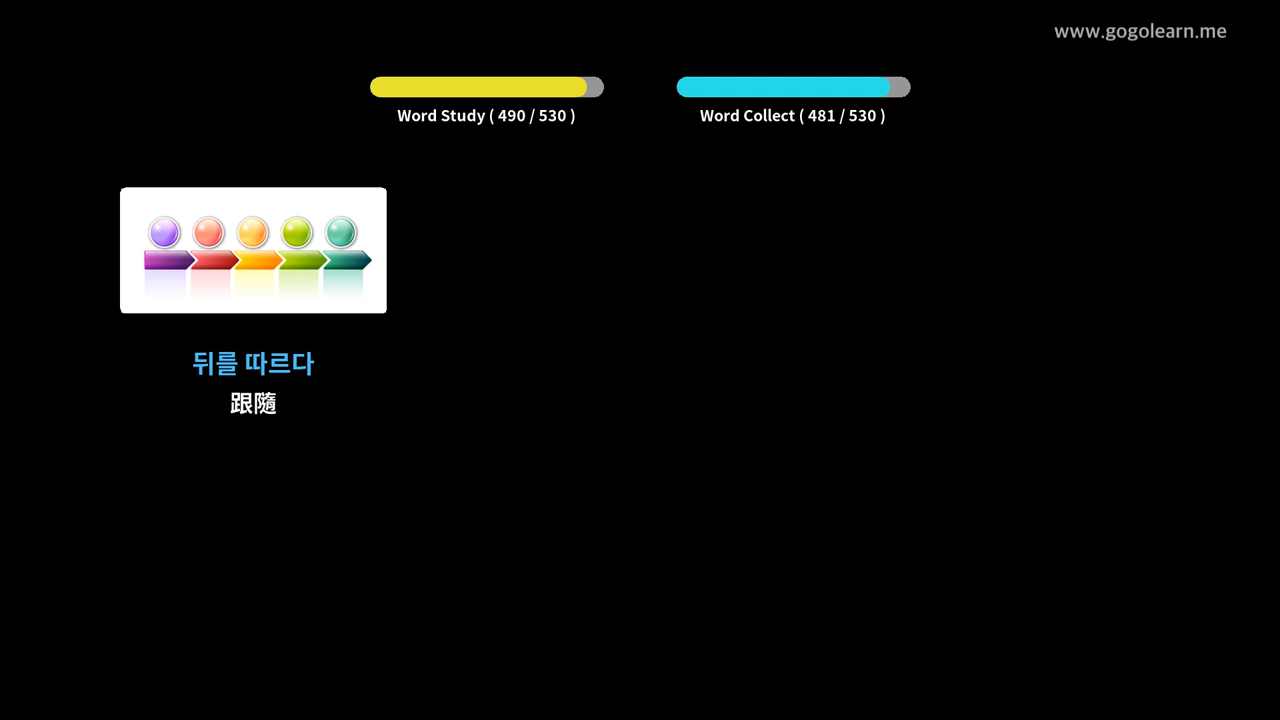 www.gogolearn.me
Word Study ( 490 / 530 )
Word Collect ( 481 / 530 )
뒤를 따르다
跟隨